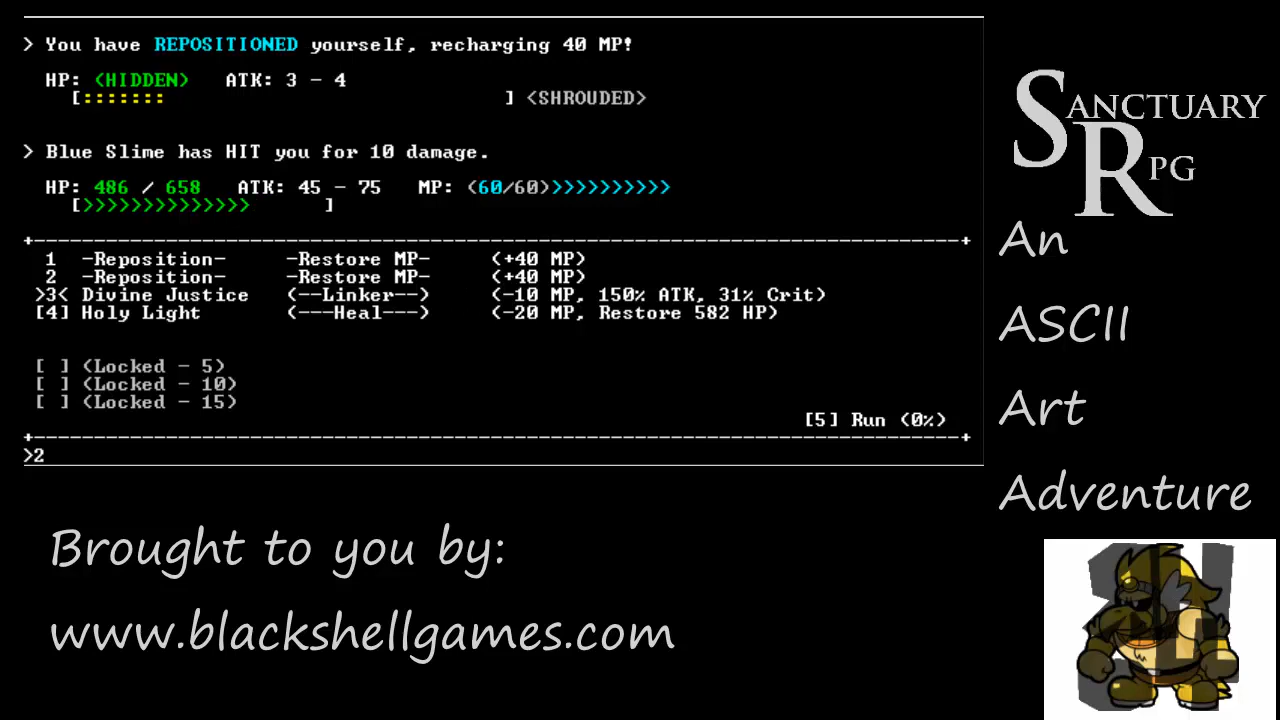 > You have REPOSITIONED yourself, recharging 40 MP!
HP: <HIDDEN> ATK: 3 - 4
[::::::: ] <SHROUDED>
> Blue Slime has HIT you for 10 damage.
HP: 486 / 658 ATK: 45 - 75 MP: (60/60)>>>>>>>>>>
[>>>>>>>>>>>>>> ]
+------------------------------------------------------------------------------+
1 -Reposition- -Restore MP- (+40 MP)
2 -Reposition- -Restore MP- (+40 MP)
>3< Divine Justice (--Linker--) (-10 MP, 150% ATK, 31% Crit)
[4] Holy Light (---Heal---) (-20 MP, Restore 582 HP)
[ ] (Locked - 5)
[ ] (Locked - 10)
[ ] (Locked - 15)
[5] Run (0%)
+------------------------------------------------------------------------------+
>2
SANCTUARY
RPG
An
ASCII
Art
Adventure
Brought to you by:
www.blackshellgames.com